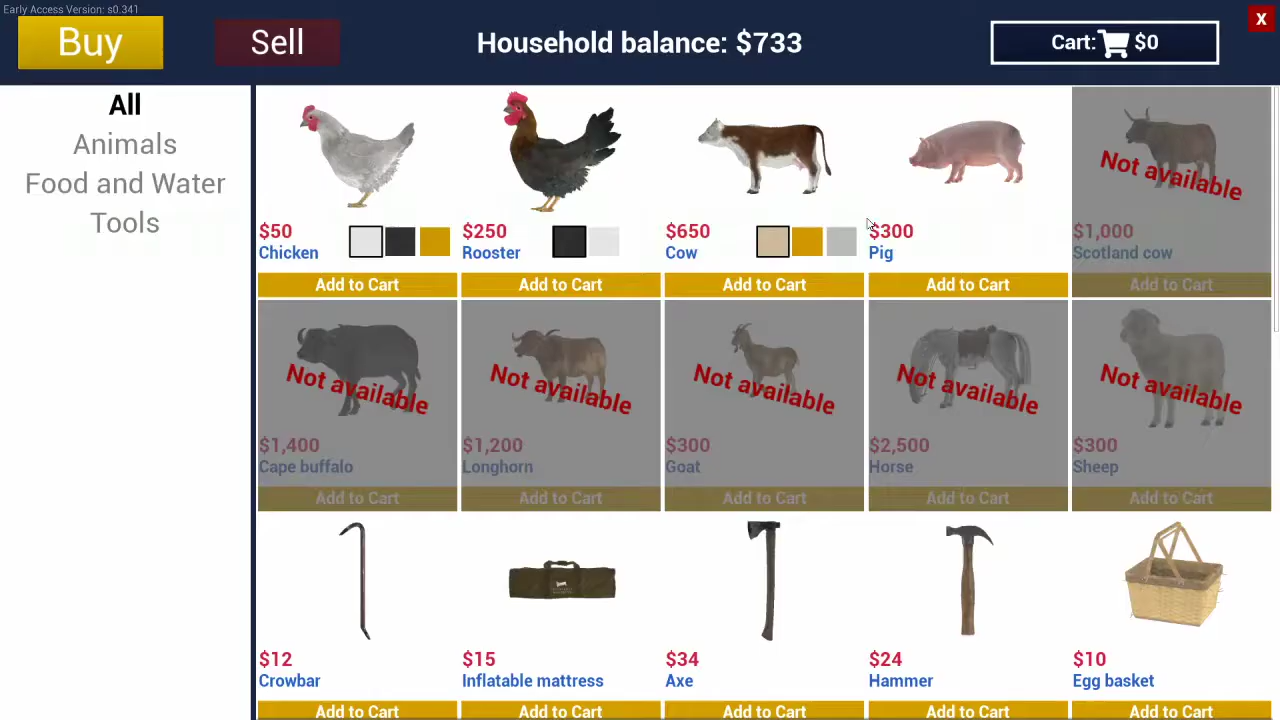 Early Access Version: s0.341
Buy
Sell
Household balance: $733
Cart: $0
X
All
Animals
Food and Water
Tools
$50
Chicken
Add to Cart
$250
Rooster
Add to Cart
$650
Cow
Add to Cart
$300
Pig
Add to Cart
Not available
$1,000
Scotland cow
Add to Cart
Not available
$1,400
Cape buffalo
Add to Cart
Not available
$1,200
Longhorn
Add to Cart
Not available
$300
Goat
Add to Cart
Not available
$2,500
Horse
Add to Cart
Not available
$300
Sheep
Add to Cart
$12
Crowbar
Add to Cart
$15
Inflatable mattress
Add to Cart
$34
Axe
Add to Cart
$24
Hammer
Add to Cart
$10
Egg basket
Add to Cart